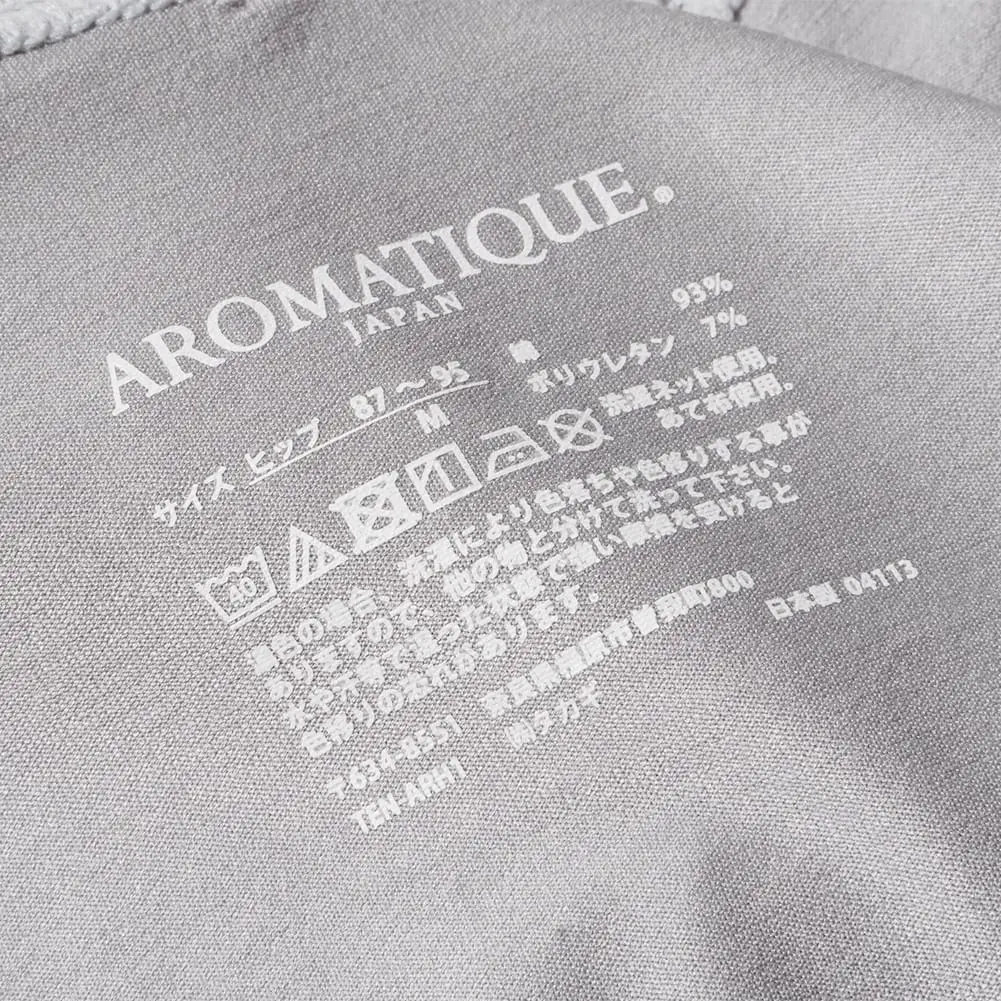 AROMATIQUE.®
JAPAN
サイズ ヒップ 87～95
M
綿 93%
ポリウレタン 7%
40
洗濯ネット使用。
あて布使用。
濃色の場合、洗濯により色落ちや色移りする事が
ありますので、他の物と分けて洗って下さい。
水や汗等で湿った状態で強い摩擦を受けると
色移りのおそれがあります。
〒634-8551 奈良県橿原市曽我町800
TEN-ARH1 ㈱タカギ
日本製 04113